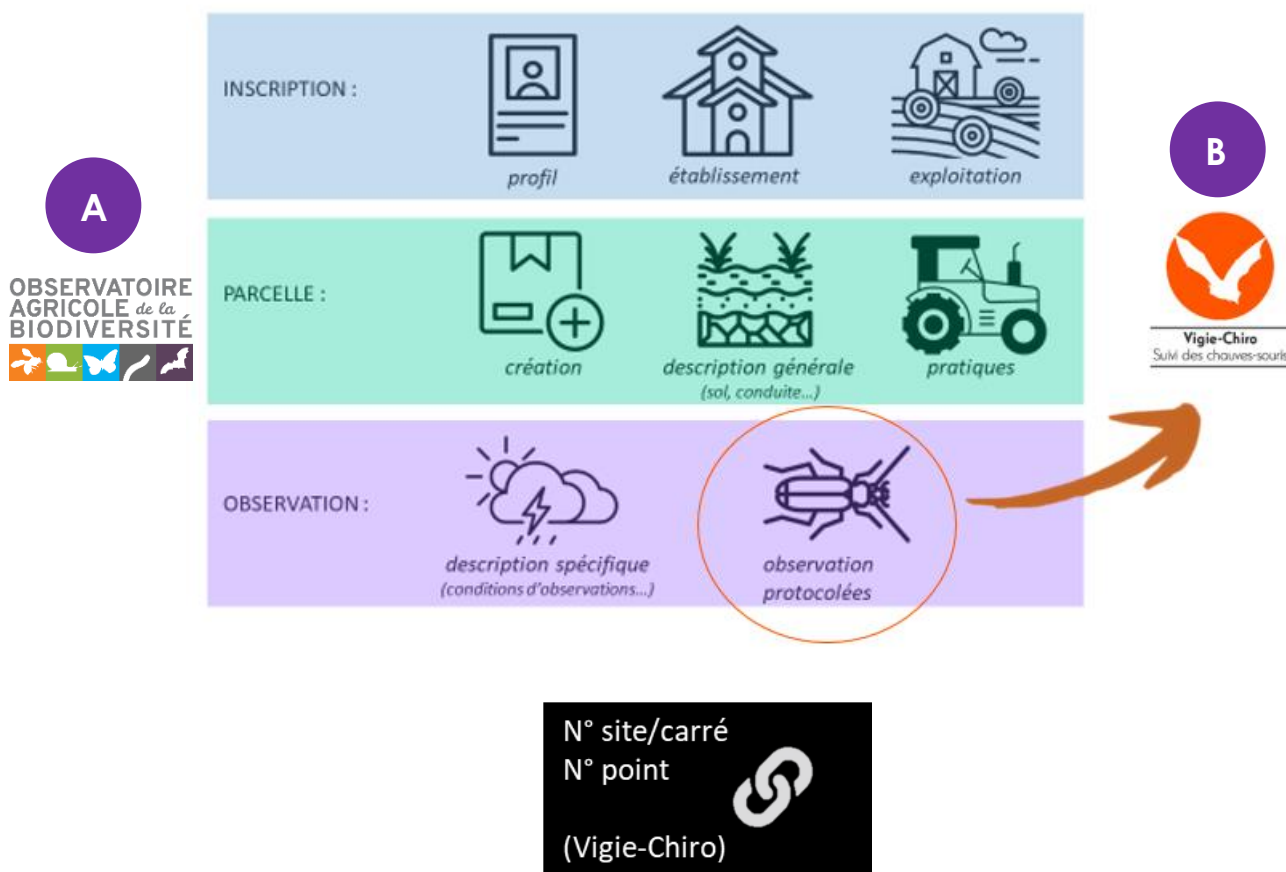 INSCRIPTION :
profil
établissement
exploitation
A
B
OBSERVATOIRE
AGRICOLE de la
BIODIVERSITÉ
PARCELLE :
création
description générale
(sol, conduite...)
pratiques
Vigie-Chiro
Suivi des chauves-souris
OBSERVATION :
description spécifique
(conditions d'observations...)
observation
protocolées
N° site/carré
N° point
(Vigie-Chiro)